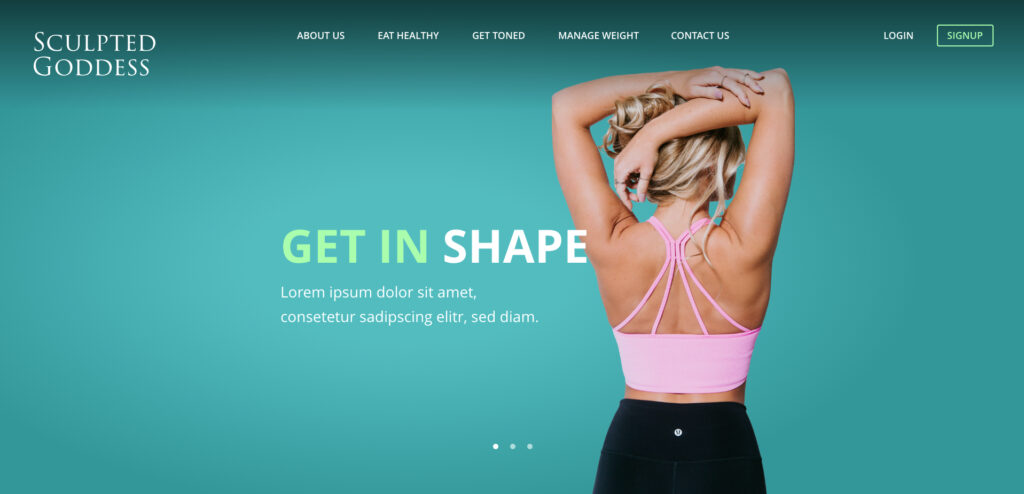 Sculpted
Goddess
ABOUT US
EAT HEALTHY
GET TONED
MANAGE WEIGHT
CONTACT US
LOGIN
SIGNUP
GET IN SHAPE
Lorem ipsum dolor sit amet,
consetetur sadipscing elitr, sed diam.